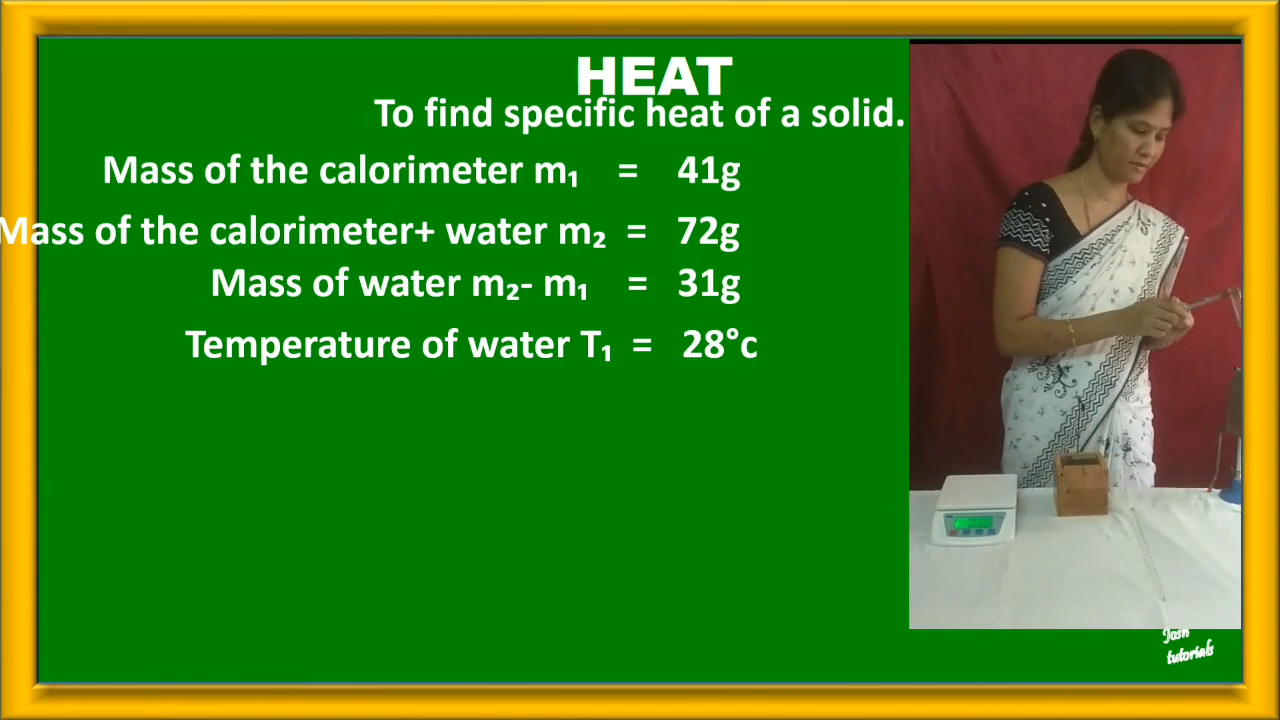 HEAT
To find specific heat of a solid.
Mass of the calorimeter m₁ = 41g
Mass of the calorimeter+ water m₂ = 72g
Mass of water m₂- m₁ = 31g
Temperature of water T₁ = 28°c
Josh
tutorials